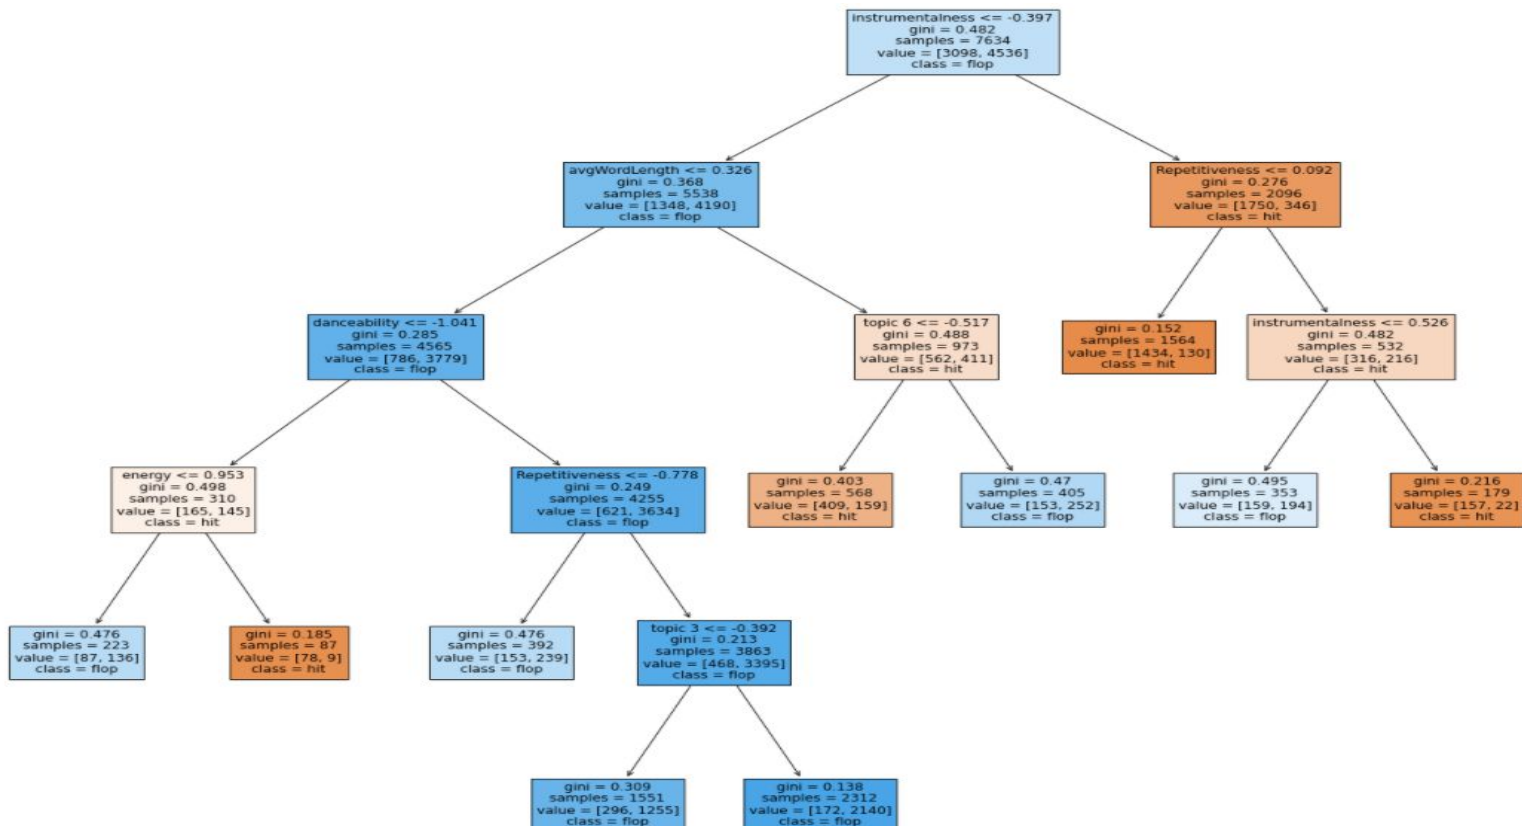 instrumentalness <= -0.397
gini = 0.482
samples = 7634
value = [3098, 4536]
class = flop
avgWordLength <= 0.326
gini = 0.368
samples = 5538
value = [1348, 4190]
class = flop
Repetitiveness <= 0.092
gini = 0.276
samples = 2096
value = [1750, 346]
class = hit
danceability <= -1.041
gini = 0.285
samples = 4565
value = [786, 3779]
class = flop
topic 6 <= -0.517
gini = 0.488
samples = 973
value = [562, 411]
class = hit
gini = 0.152
samples = 1564
value = [1434, 130]
class = hit
instrumentalness <= 0.526
gini = 0.482
samples = 532
value = [316, 216]
class = hit
energy <= 0.953
gini = 0.498
samples = 310
value = [165, 145]
class = hit
Repetitiveness <= -0.778
gini = 0.249
samples = 4255
value = [621, 3634]
class = flop
gini = 0.403
samples = 568
value = [409, 159]
class = hit
gini = 0.47
samples = 405
value = [153, 252]
class = flop
gini = 0.495
samples = 353
value = [159, 194]
class = flop
gini = 0.216
samples = 179
value = [157, 22]
class = hit
gini = 0.476
samples = 223
value = [87, 136]
class = flop
gini = 0.185
samples = 87
value = [78, 9]
class = hit
gini = 0.476
samples = 392
value = [153, 239]
class = flop
topic 3 <= -0.392
gini = 0.213
samples = 3863
value = [468, 3395]
class = flop
gini = 0.309
samples = 1551
value = [296, 1255]
class = flop
gini = 0.138
samples = 2312
value = [172, 2140]
class = flop